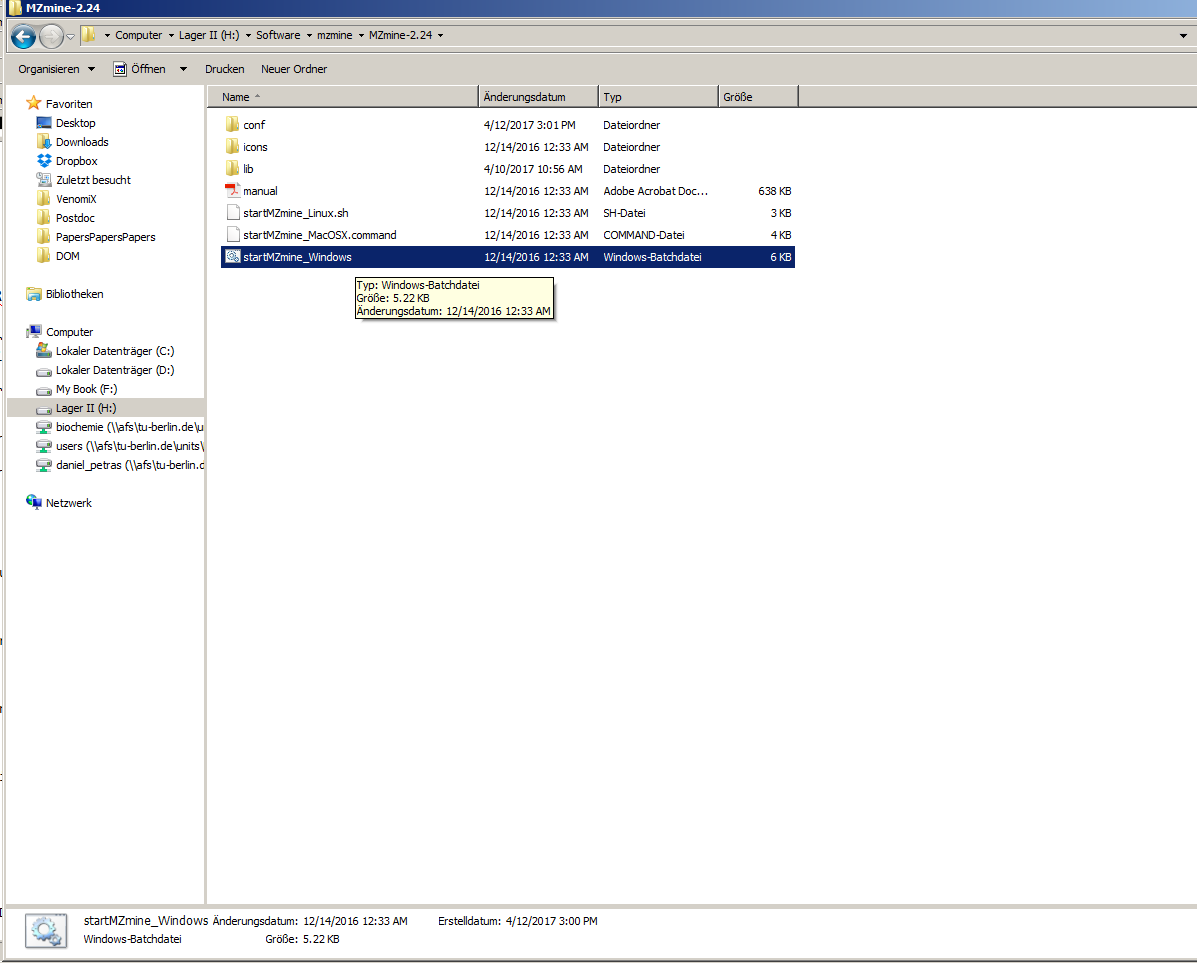 MZmine-2.24
Computer Lager II (H:) Software mzmine MZmine-2.24
Organisieren Öffnen Drucken Neuer Ordner
Name Änderungsdatum Typ Größe
conf 4/12/2017 3:01 PM Dateiordner
icons 12/14/2016 12:33 AM Dateiordner
lib 4/10/2017 10:56 AM Dateiordner
manual 12/14/2016 12:33 AM Adobe Acrobat Doc... 638 KB
startMZmine_Linux.sh 12/14/2016 12:33 AM SH-Datei 3 KB
startMZmine_MacOSX.command 12/14/2016 12:33 AM COMMAND-Datei 4 KB
startMZmine_Windows 12/14/2016 12:33 AM Windows-Batchdatei 6 KB
Typ: Windows-Batchdatei
Größe: 5.22 KB
Änderungsdatum: 12/14/2016 12:33 AM
Favoriten
Desktop
Downloads
Dropbox
Zuletzt besucht
VenomiX
Postdoc
PapersPapersPapers
DOM
Bibliotheken
Computer
Lokaler Datenträger (C:)
Lokaler Datenträger (D:)
My Book (F:)
Lager II (H:)
biochemie (\\afs\tu-berlin.de\u
users (\\afs\tu-berlin.de\units\
daniel_petras (\\afs\tu-berlin.d
Netzwerk
startMZmine_Windows Änderungsdatum: 12/14/2016 12:33 AM Erstelldatum: 4/12/2017 3:00 PM
Windows-Batchdatei Größe: 5.22 KB